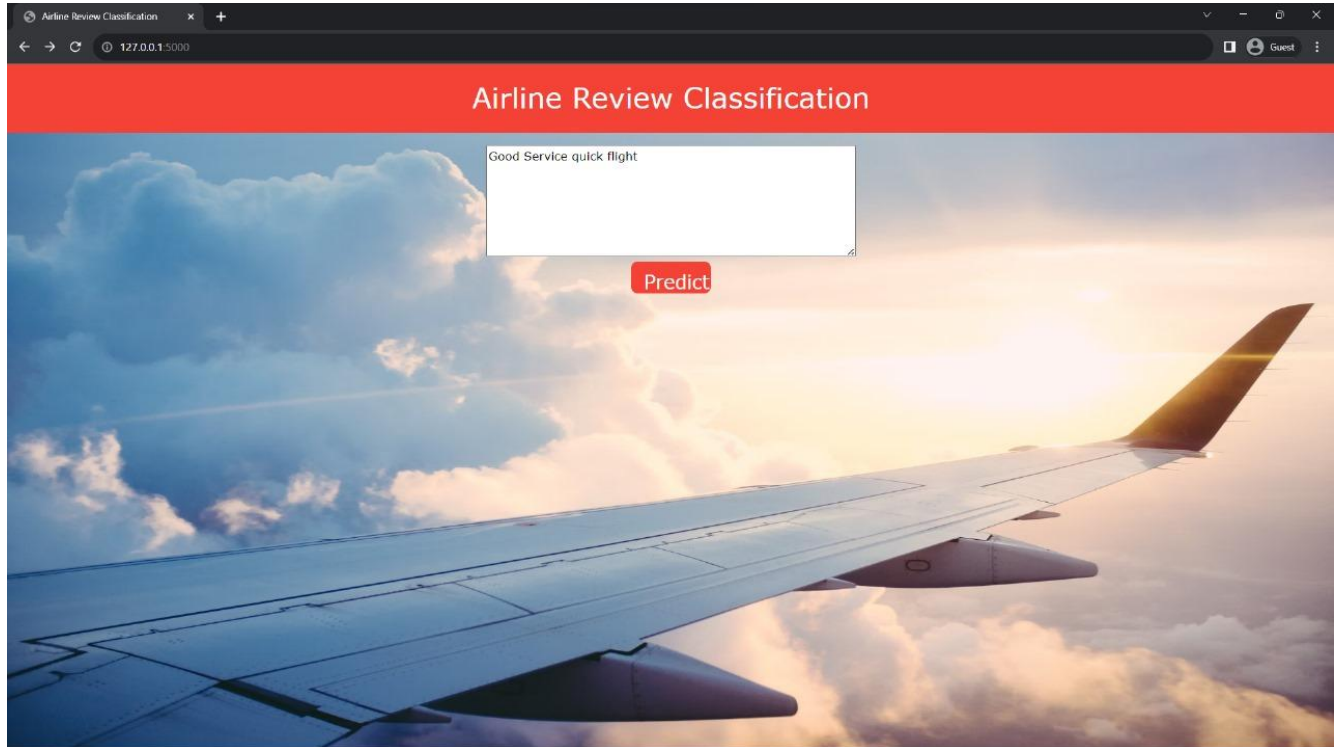 Airline Review Classification
127.0.0.1:5000
Guest
Airline Review Classification
Good Service quick flight
Predict